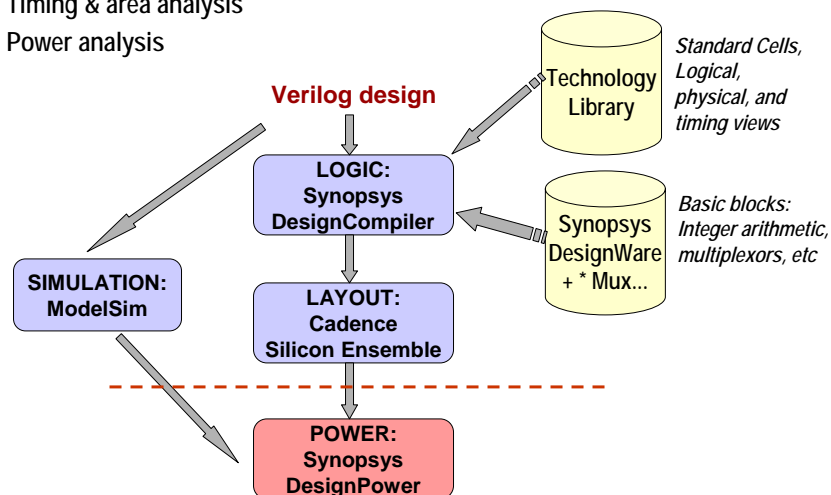 Timing & area analysis
Power analysis
Verilog design
Technology
Library
Standard Cells,
Logical,
physical, and
timing views
LOGIC:
Synopsys
DesignCompiler
Synopsys
DesignWare
+ * Mux...
Basic blocks:
Integer arithmetic,
multiplexors, etc
SIMULATION:
ModelSim
LAYOUT:
Cadence
Silicon Ensemble
POWER:
Synopsys
DesignPower